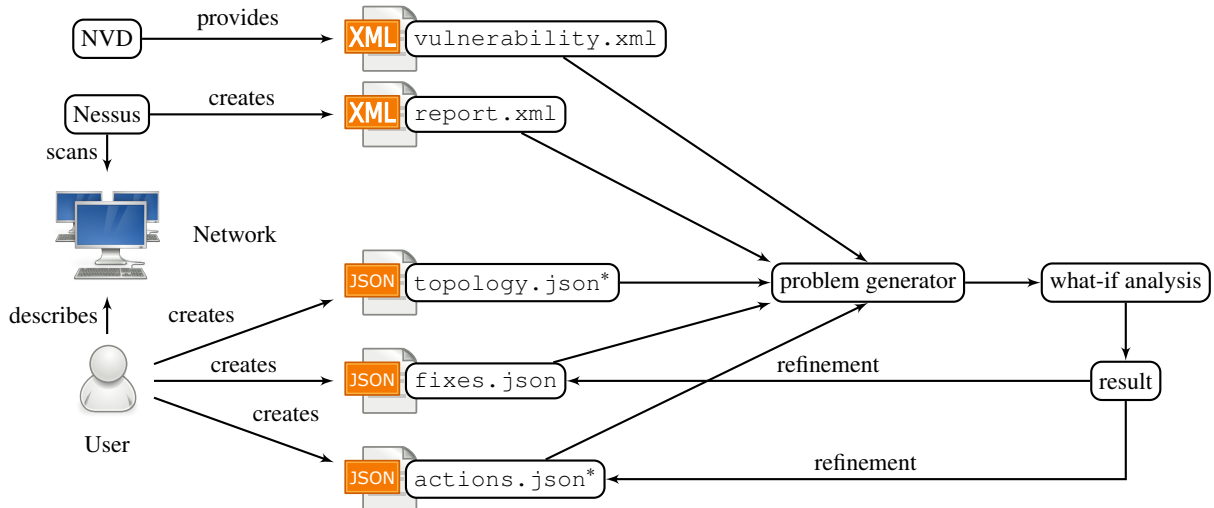 provides
NVD
XML
vulnerability.xml
creates
Nessus
XML
report.xml
scans
Network
JSON
topology.json*
problem generator
what-if analysis
describes
creates
creates
JSON
fixes.json
refinement
result
creates
User
JSON
actions.json*
refinement